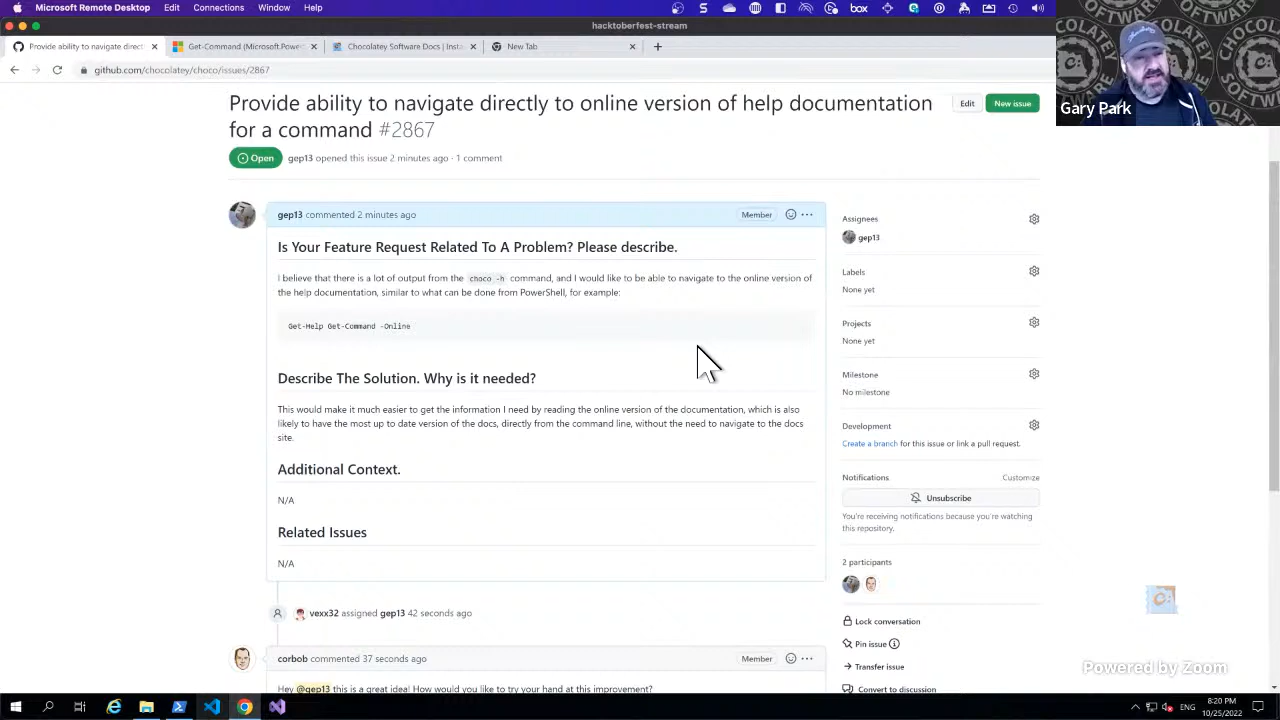 Microsoft Remote Desktop Connections Window Help
hacktoberfest-stream
Provide ability to navigate direct
Get-Command (Microsoft.Power
Chocolatey Software Docs | Insta
New Tab
github.com/chocolatey/choco/issues/2867
Provide ability to navigate directly to online version of help documentation
for a command #2867
Edit
New issue
Open
gep13 opened this issue 2 minutes ago · 1 comment
gep13 commented 2 minutes ago
Member
Is Your Feature Request Related To A Problem? Please describe.
I believe that there is a lot of output from the choco -h command, and I would like to be able to navigate to the online version of
the help documentation, similar to what can be done from PowerShell, for example:
Get-Help Get-Command -Online
Describe The Solution. Why is it needed?
This would make it much easier to get the information I need by reading the online version of the documentation, which is also
likely to have the most up to date version of the docs, directly from the command line, without the need to navigate to the docs
site.
Additional Context.
N/A
Related Issues
N/A
vexx32 assigned gep13 42 seconds ago
corbob commented 37 seconds ago
Member
Hey @gep13 this is a great idea! How would you like to try your hand at this improvement?
Assignees
gep13
Labels
None yet
Projects
None yet
Milestone
No milestone
Development
Create a branch for this issue or link a pull request.
Notifications
Customize
Unsubscribe
You're receiving notifications because you're watching
this repository.
2 participants
Lock conversation
Pin issue
Transfer issue
Convert to discussion
Gary Park
Powered by Zoom
ENG
8:20 PM
10/25/2022